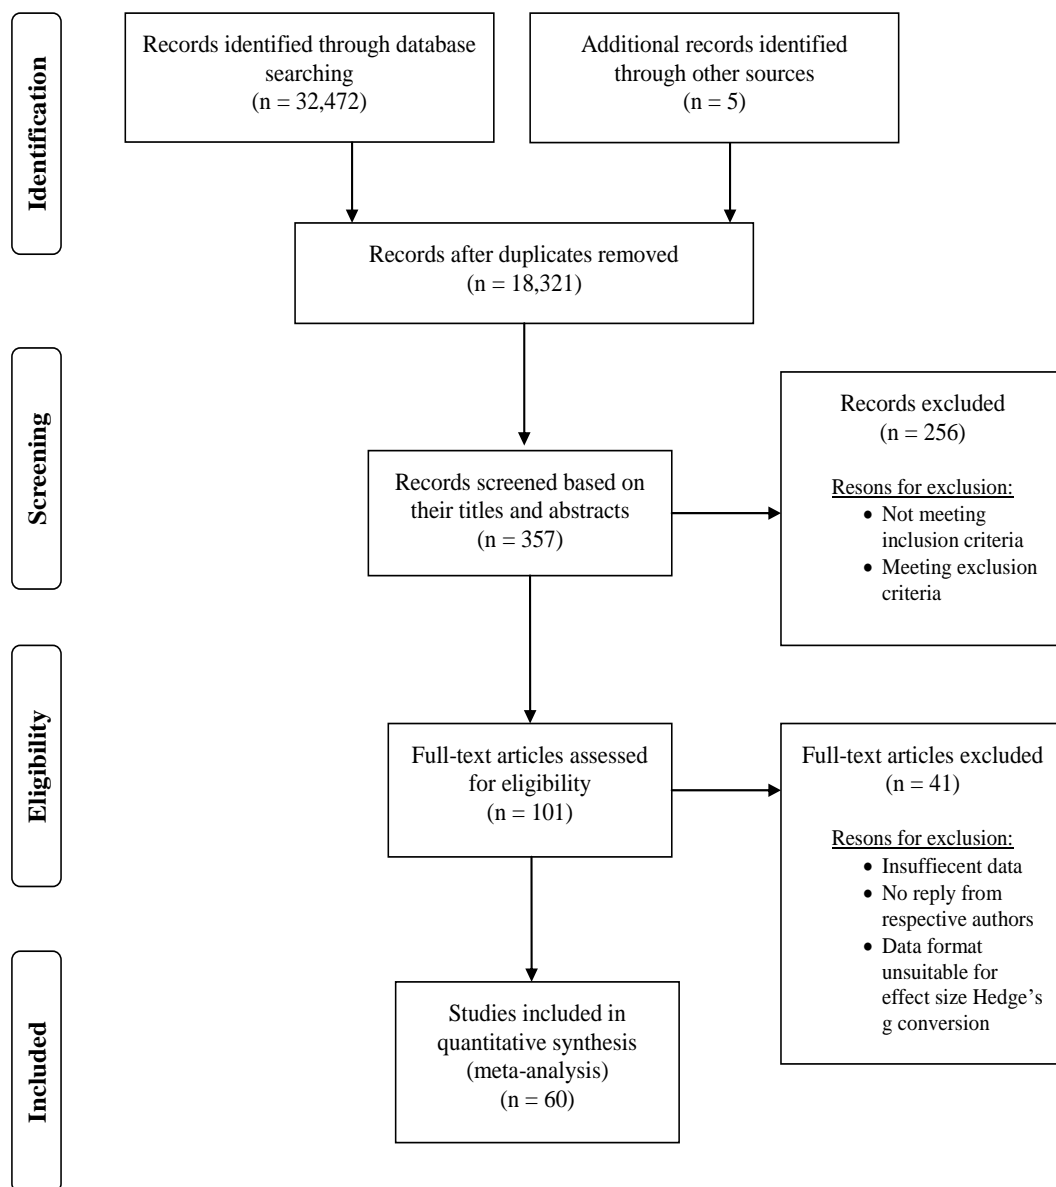 Identification
Records identified through database
searching
(n = 32,472)
Additional records identified
through other sources
(n = 5)
Records after duplicates removed
(n = 18,321)
Screening
Records screened based on
their titles and abstracts
(n = 357)
Records excluded
(n = 256)
Resons for exclusion:
• Not meeting
inclusion criteria
• Meeting exclusion
criteria
Eligibility
Full-text articles assessed
for eligibility
(n = 101)
Full-text articles excluded
(n = 41)
Resons for exclusion:
• Insuffiecent data
• No reply from
respective authors
• Data format
unsuitable for
effect size Hedge’s
g conversion
Included
Studies included in
quantitative synthesis
(meta-analysis)
(n = 60)